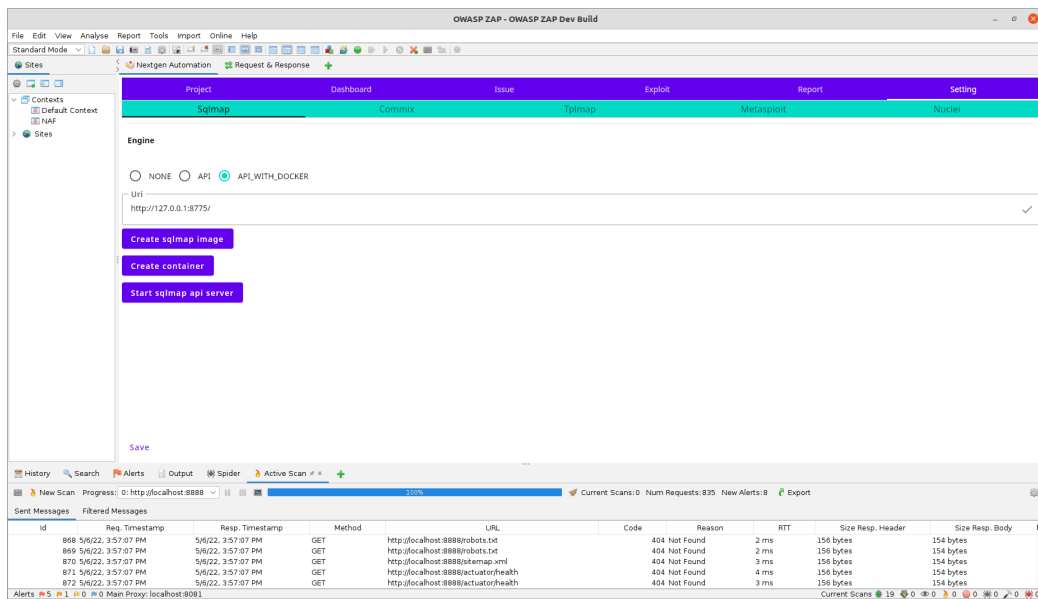 OWASP ZAP - OWASP ZAP Dev Build
File Edit View Analyse Report Tools Import Online Help
Standard Mode
Sites
Nextgen Automation Request & Response
Project Dashboard Issue Exploit Report Setting
Sqlmap Commix Tplmap Metasploit Nuclei
Contexts
Default Context
NAF
Sites
Engine
NONE API API_WITH_DOCKER
Uri
http://127.0.0.1:8775/
Create sqlmap image
Create container
Start sqlmap api server
Save
History Search Alerts Output Spider Active Scan
New Scan Progress: 0: http://localhost:8888 100% Current Scans: 0 Num Requests: 835 New Alerts: 8 Export
Sent Messages Filtered Messages
Id Req. Timestamp Resp. Timestamp Method URL Code Reason RTT Size Resp. Header Size Resp. Body
868 5/6/22, 3:57:07 PM 5/6/22, 3:57:07 PM GET http://localhost:8888/robots.txt 404 Not Found 2 ms 156 bytes 154 bytes
869 5/6/22, 3:57:07 PM 5/6/22, 3:57:07 PM GET http://localhost:8888/robots.txt 404 Not Found 2 ms 156 bytes 154 bytes
870 5/6/22, 3:57:07 PM 5/6/22, 3:57:07 PM GET http://localhost:8888/sitemap.xml 404 Not Found 3 ms 156 bytes 154 bytes
871 5/6/22, 3:57:07 PM 5/6/22, 3:57:07 PM GET http://localhost:8888/actuator/health 404 Not Found 4 ms 156 bytes 154 bytes
872 5/6/22, 3:57:07 PM 5/6/22, 3:57:07 PM GET http://localhost:8888/actuator/health 404 Not Found 3 ms 156 bytes 154 bytes
Alerts 5 1 0 0 Main Proxy: localhost:8081 Current Scans 19 0 0 0 0 0 0 0